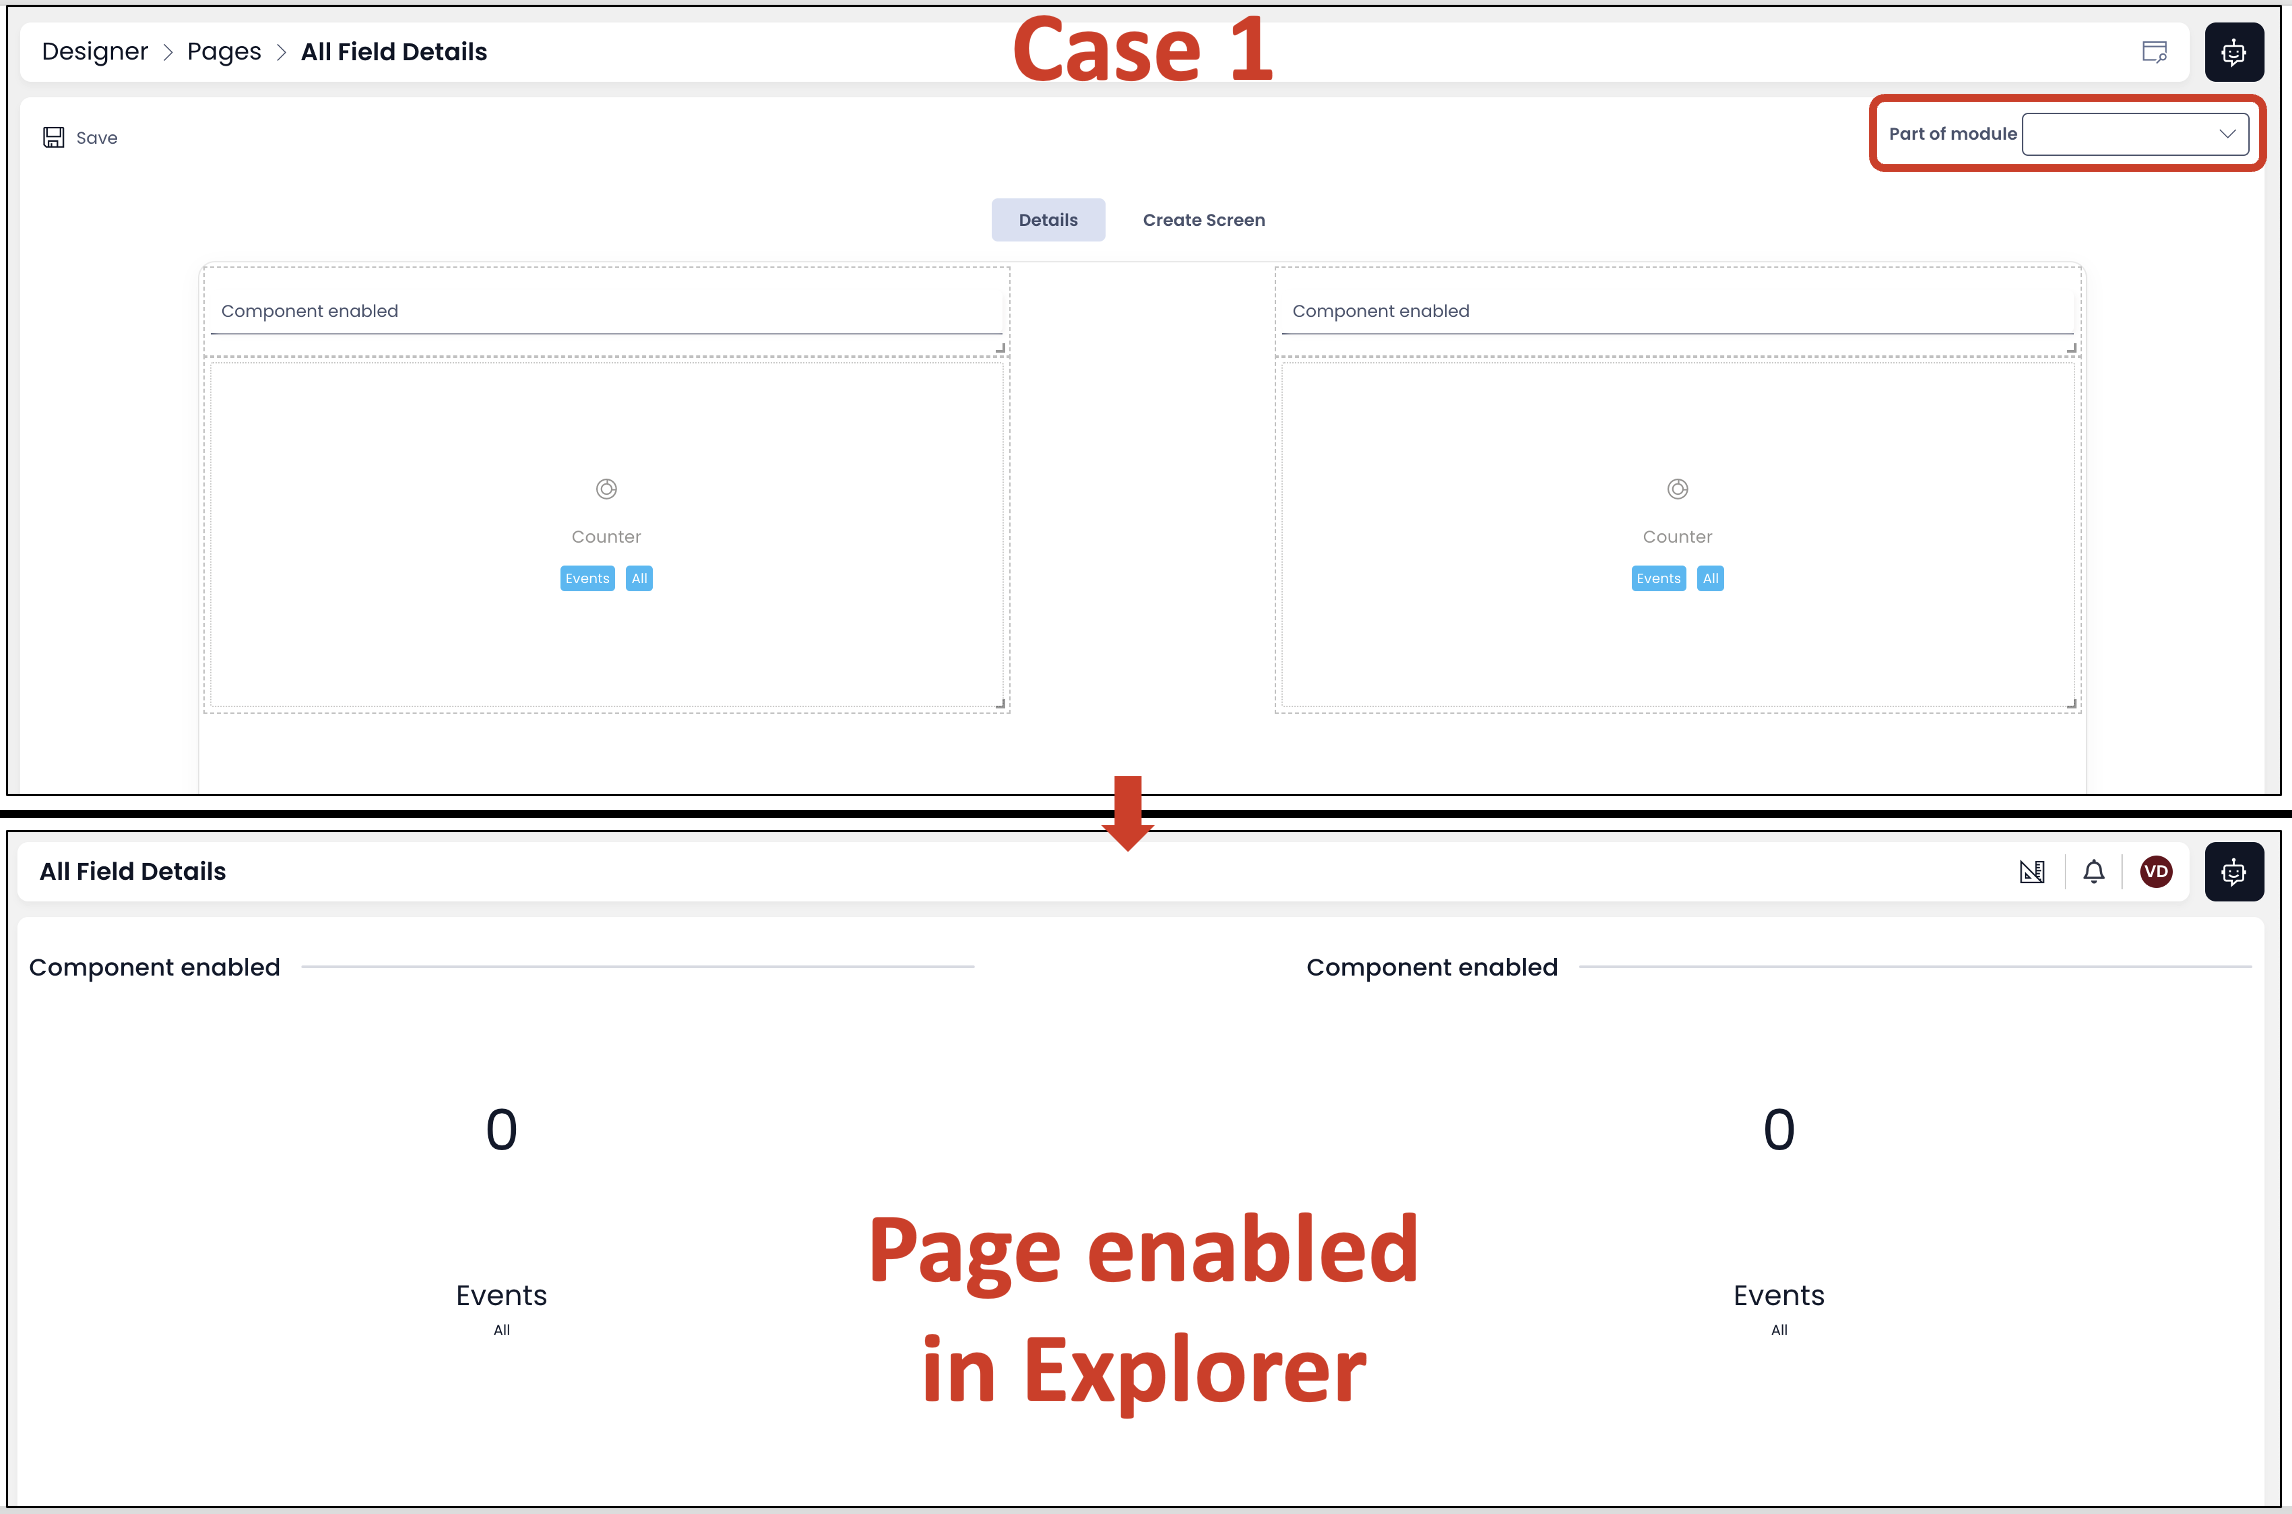 Case 1
Designer > Pages > All Field Details
Save
Part of module
Details Create Screen
Component enabled Component enabled
Counter Counter
Events All Events All
All Field Details
VD
Component enabled Component enabled
0 0
Events Events
All All
Page enabled
in Explorer